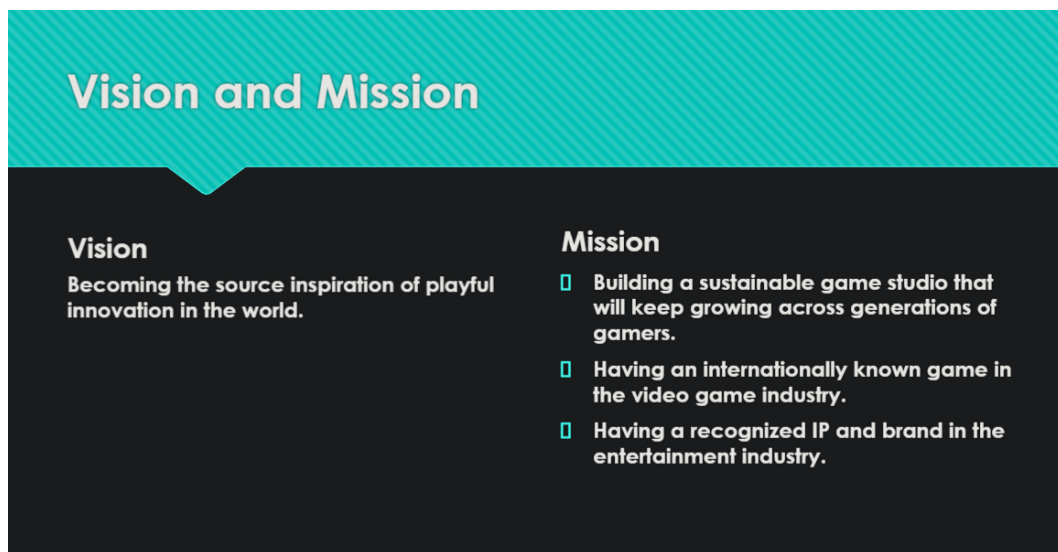 Vision and Mission
Vision
Becoming the source inspiration of playful
innovation in the world.
Mission
Building a sustainable game studio that
will keep growing across generations of
gamers.
Having an internationally known game in
the video game industry.
Having a recognized IP and brand in the
entertainment industry.